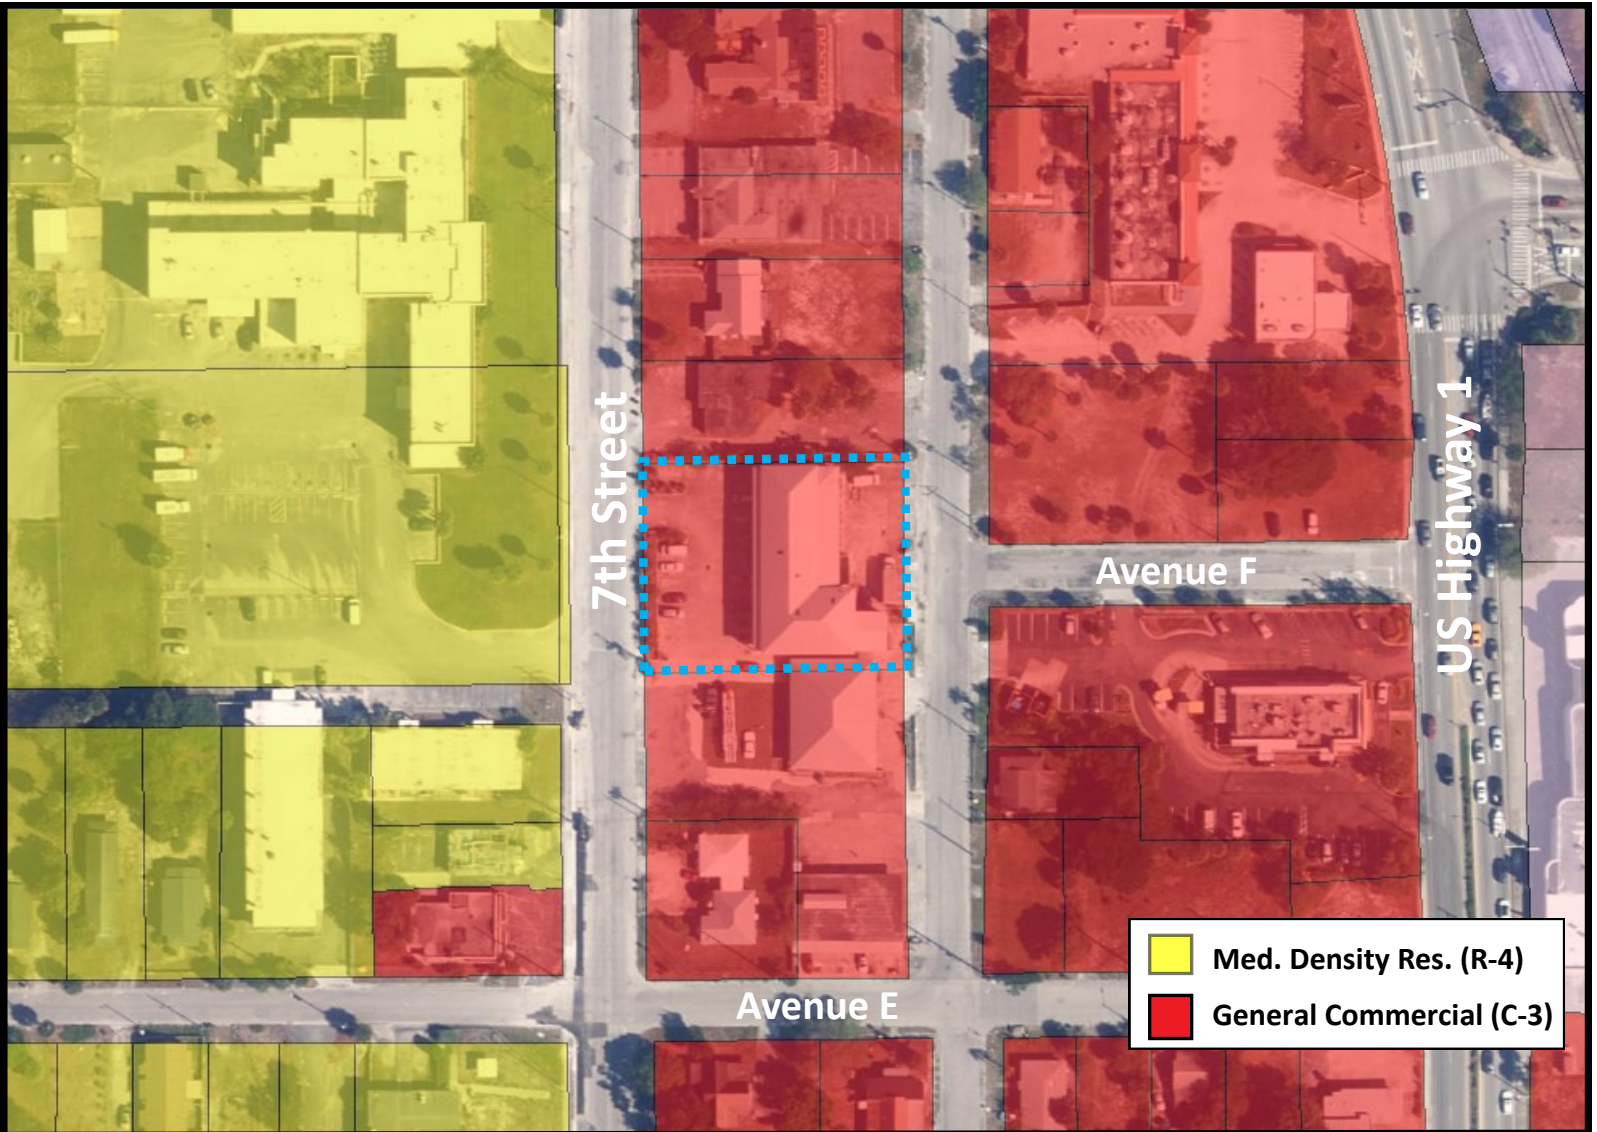 7th Street
US Highway 1
Avenue F
Med. Density Res. (R-4)
General Commercial (C-3)
Avenue E